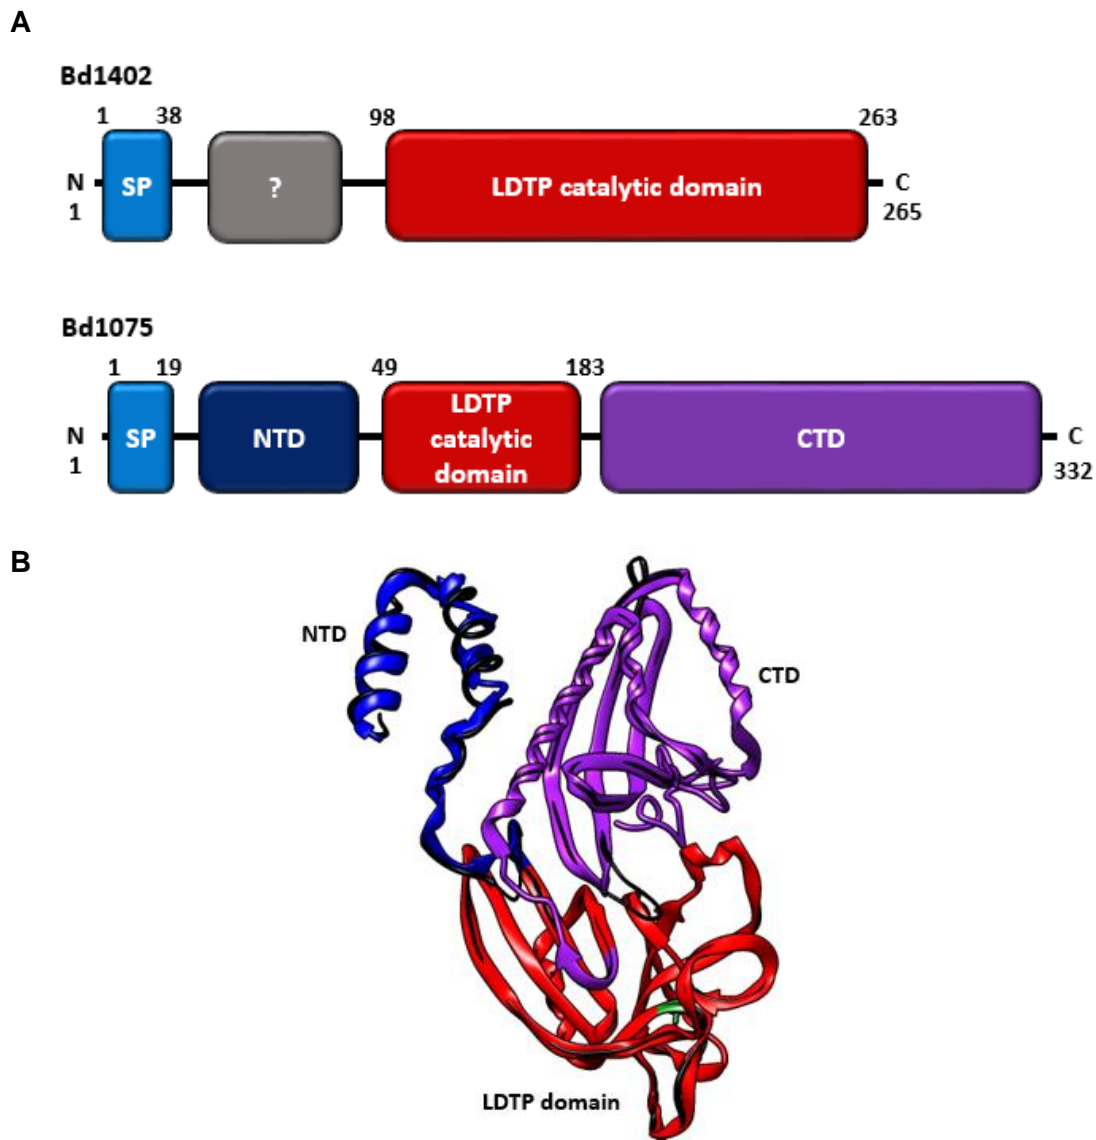 A
Bd1402
1 38 98 263
N SP ? LDTP catalytic domain C
1 265
Bd1075
1 19 49 183
N SP NTD LDTP catalytic domain CTD C
1 332
B
NTD
CTD
LDTP domain